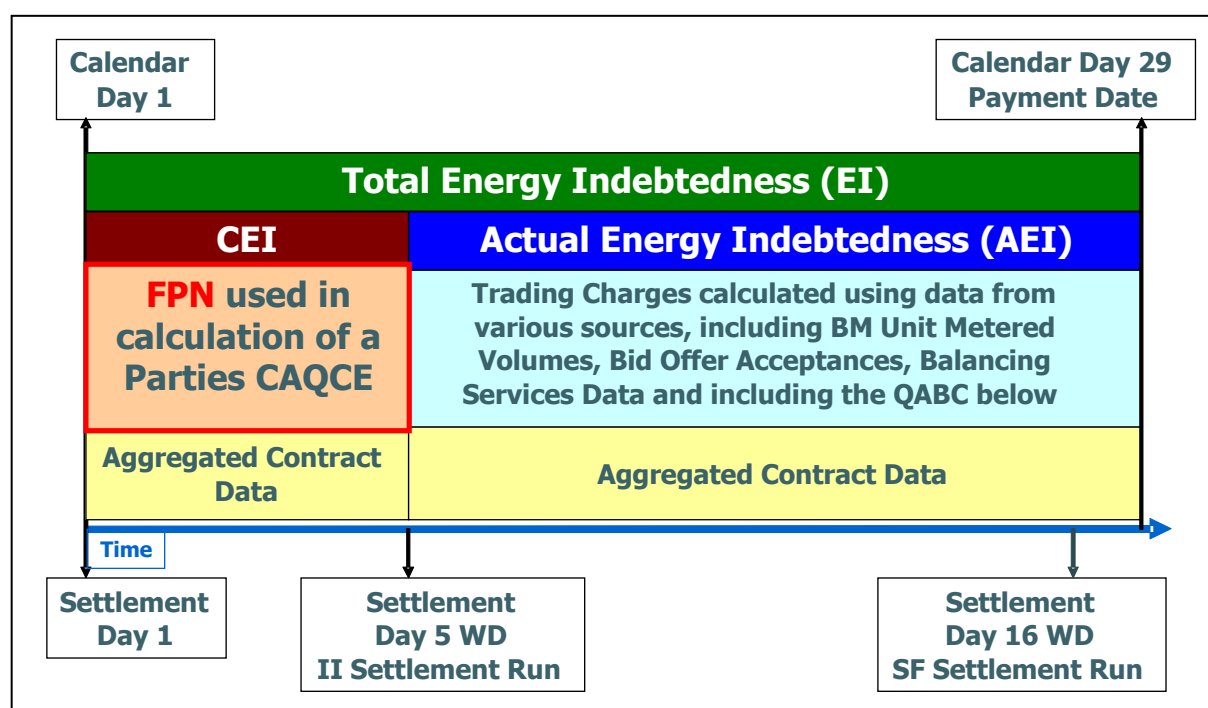 Calendar
Day 1
Calendar Day 29
Payment Date
Total Energy Indebtedness (EI)
CEI
Actual Energy Indebtedness (AEI)
FPN used in
calculation of a
Parties CAQCE
Trading Charges calculated using data from
various sources, including BM Unit Metered
Volumes, Bid Offer Acceptances, Balancing
Services Data and including the QABC below
Aggregated Contract
Data
Aggregated Contract Data
Time
Settlement
Day 1
Settlement
Day 5 WD
II Settlement Run
Settlement
Day 16 WD
SF Settlement Run